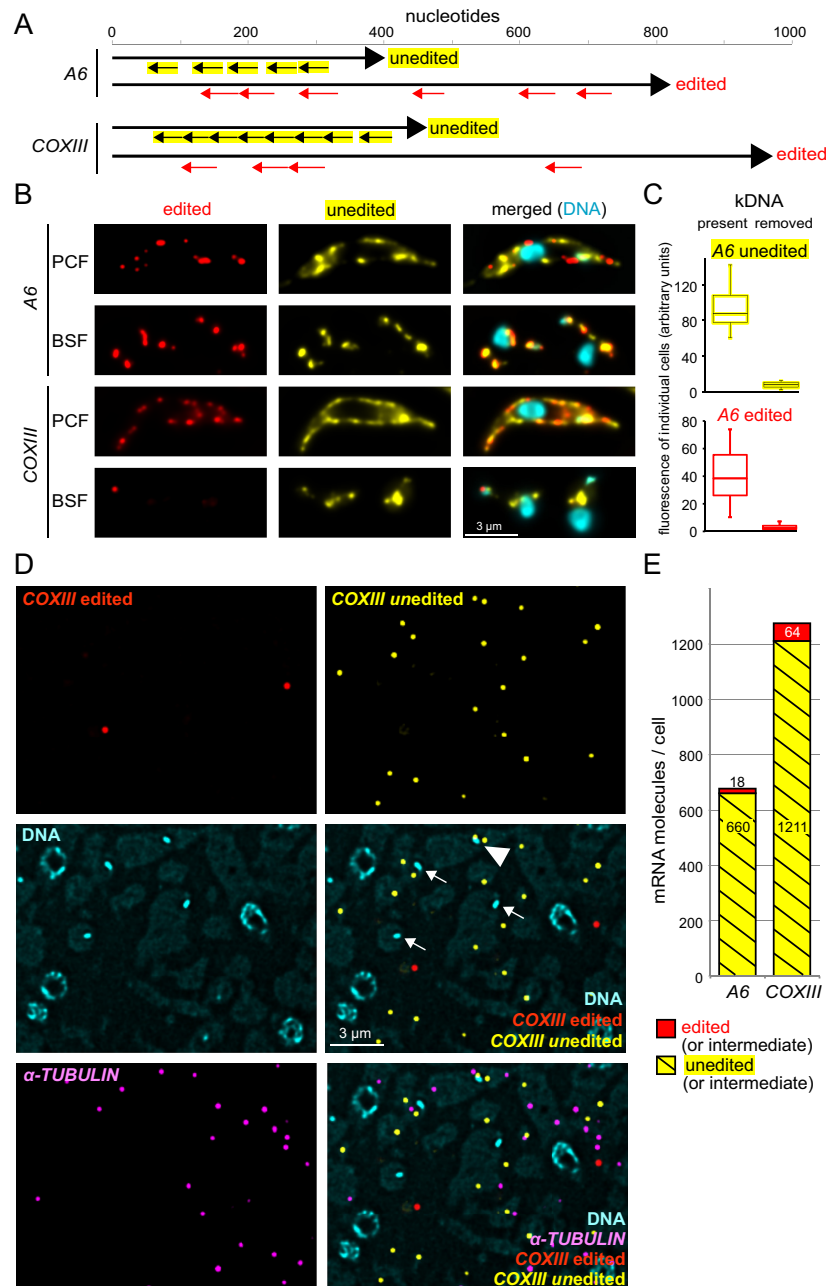 A
nucleotides
0 200 400 600 800 1000
A6
unedited
edited
COXIII
unedited
edited
B
edited unedited merged (DNA)
A6
PCF
BSF
COXIII
PCF
BSF
3 µm
C
kDNA
present removed
A6 unedited
fluorescence of individual cells (arbitrary units)
120
80
40
0
A6 edited
80
60
40
20
0
D
COXIII edited
COXIII unedited
DNA
DNA
COXIII edited
COXIII unedited
3 µm
α-TUBULIN
DNA
α-TUBULIN
COXIII edited
COXIII unedited
E
mRNA molecules / cell
1200
1000
800
600
400
200
0
64
18
660
1211
A6 COXIII
edited
(or intermediate)
unedited
(or intermediate)